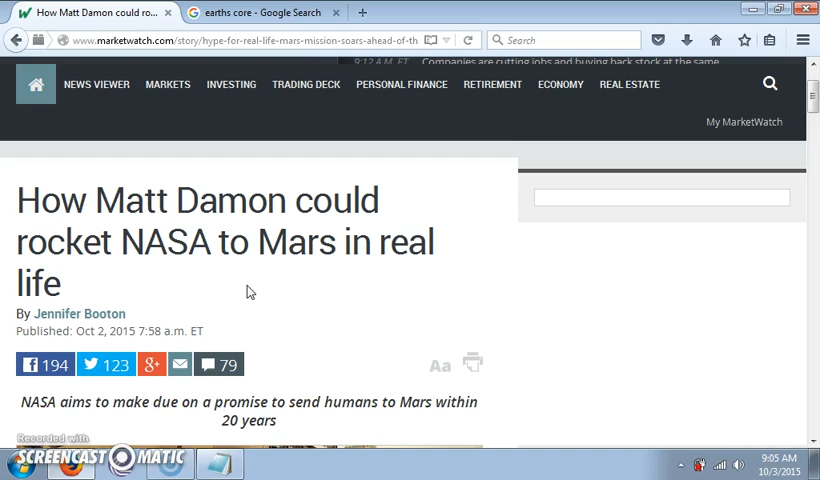 How Matt Damon could ro...
earths core - Google Search
www.marketwatch.com/story/hype-for-real-life-mars-mission-soars-ahead-of-th
Search
9:12 A.M. ET Companies are cutting jobs and buying back stock at the same
NEWS VIEWER MARKETS INVESTING TRADING DECK PERSONAL FINANCE RETIREMENT ECONOMY REAL ESTATE
My MarketWatch
How Matt Damon could
rocket NASA to Mars in real
life
By Jennifer Booton
Published: Oct 2, 2015 7:58 a.m. ET
194 123 g+ 79 Aa
NASA aims to make due on a promise to send humans to Mars within
20 years
Recorded with
SCREENCAST MATIC
9:05 AM
10/3/2015